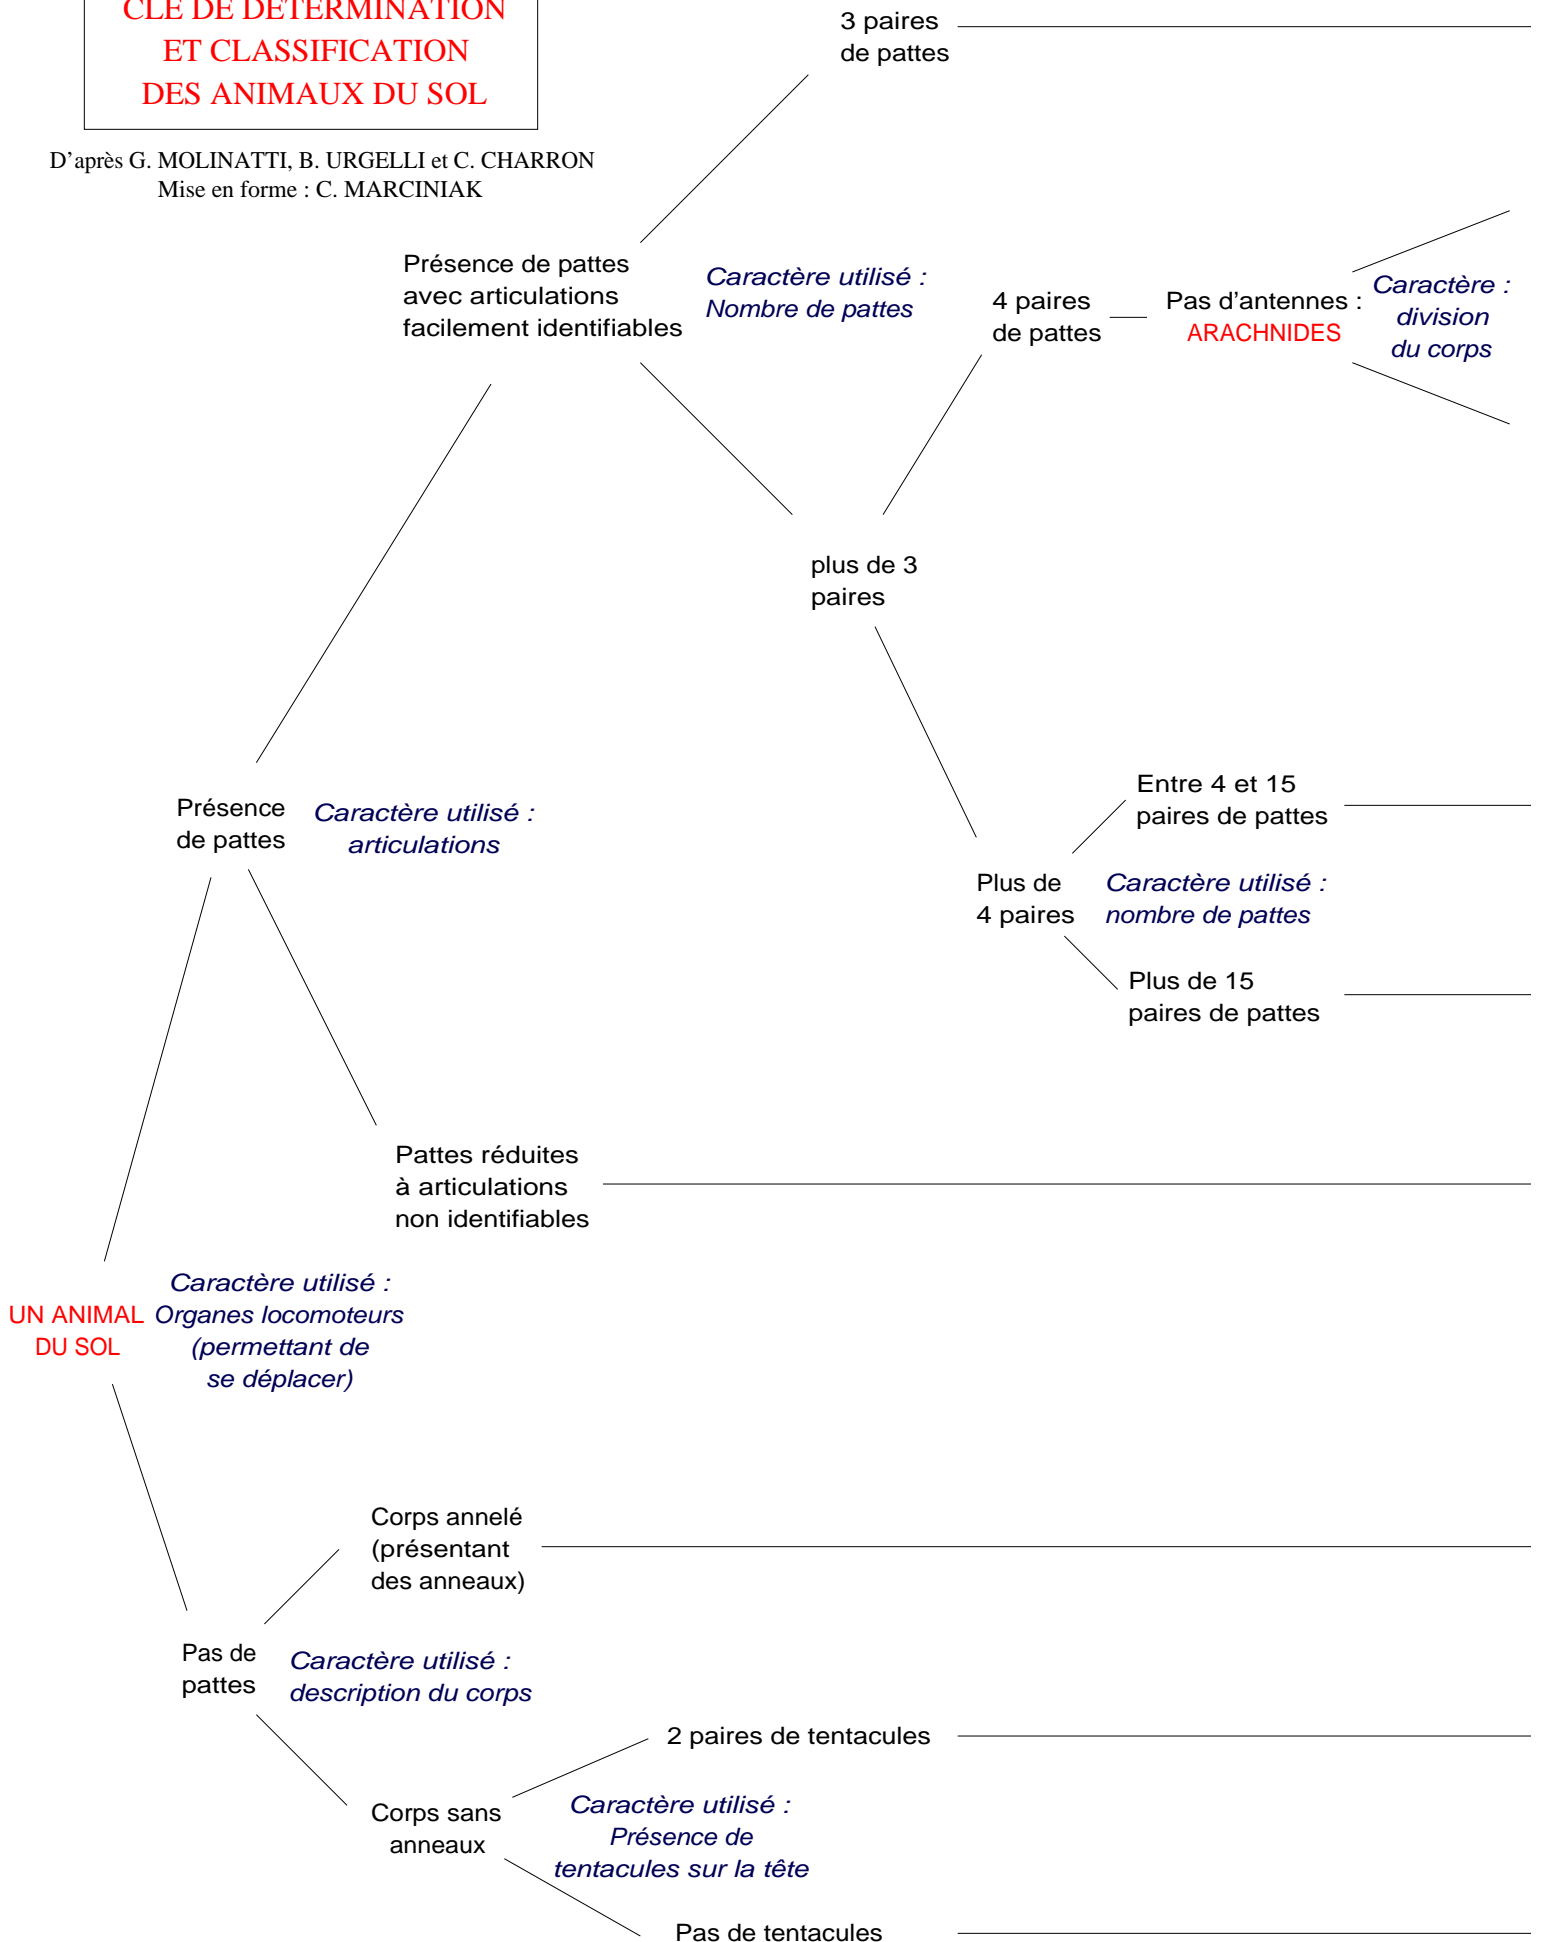 CLE DE DETERMINATION
ET CLASSIFICATION
DES ANIMAUX DU SOL
D'après G. MOLINATTI, B. URGELLI et C. CHARRON
Mise en forme : C. MARCINIAK
3 paires
de pattes
Présence de pattes
avec articulations
facilement identifiables
Caractère utilisé :
Nombre de pattes
4 paires
de pattes
Pas d'antennes :
ARACHNIDES
Caractère :
division
du corps
plus de 3
paires
Présence
de pattes
Caractère utilisé :
articulations
Entre 4 et 15
paires de pattes
Plus de
4 paires
Caractère utilisé :
nombre de pattes
Plus de 15
paires de pattes
Pattes réduites
à articulations
non identifiables
UN ANIMAL
DU SOL
Caractère utilisé :
Organes locomoteurs
(permettant de
se déplacer)
Corps annelé
(présentant
des anneaux)
Pas de
pattes
Caractère utilisé :
description du corps
2 paires de tentacules
Corps sans
anneaux
Caractère utilisé :
Présence de
tentacules sur la tête
Pas de tentacules